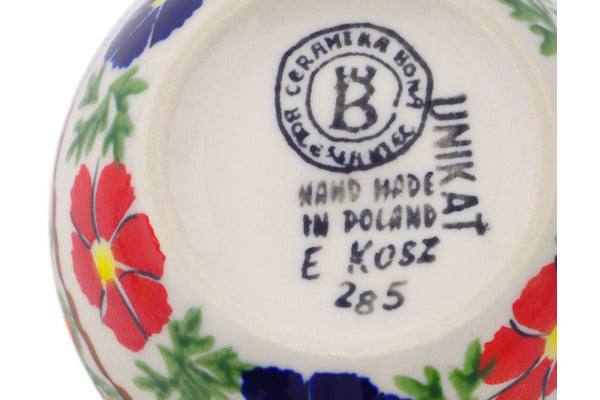 CERAMIKA BONA
BOLESŁAWIEC
B
UNIKAT
HAND MADE
IN POLAND
E KOSZ
285